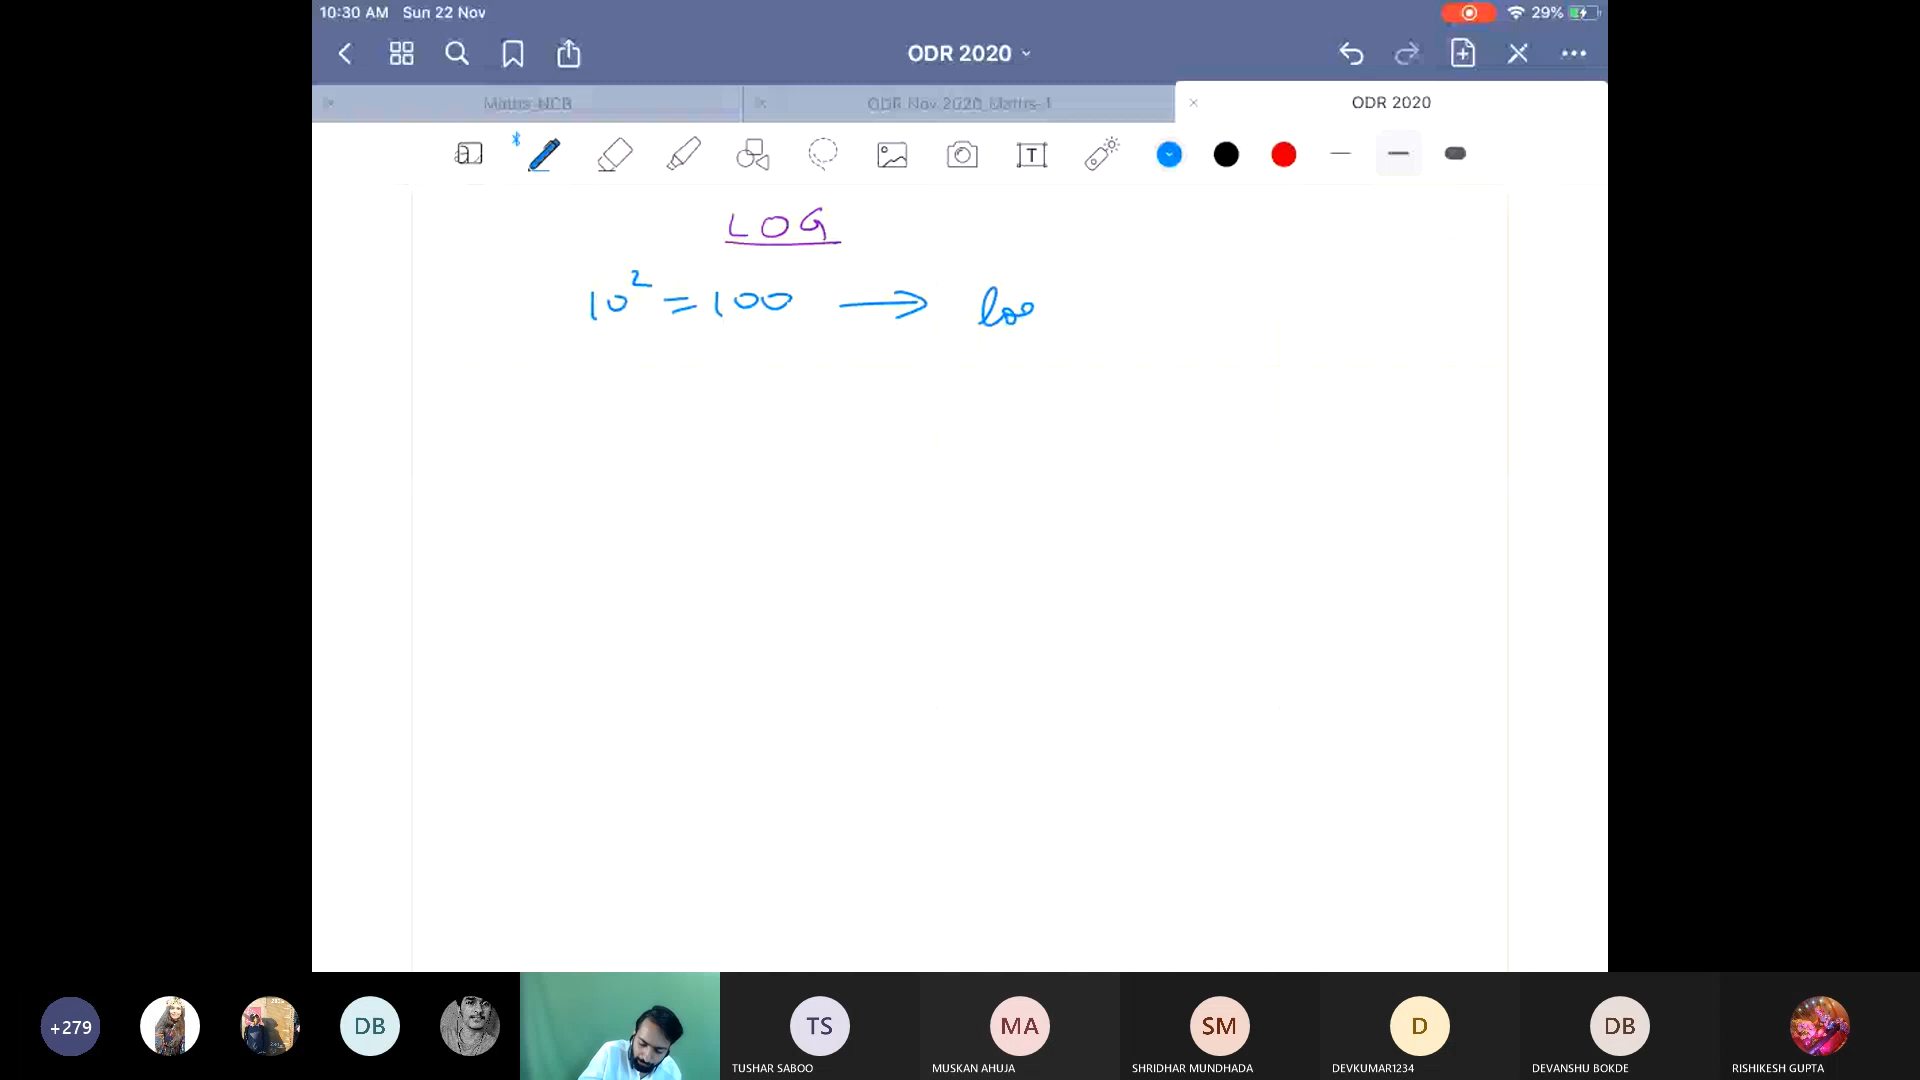 10:30 AM Sun 22 Nov 29%
ODR 2020
Maths_NCB ODR Nov 2020_Maths-1 ODR 2020
a T
LOG
10² = 100 → lo
+279 DB TS MA SM D DB
TUSHAR SABOO MUSKAN AHUJA SHRIDHAR MUNDHADA DEVKUMAR1234 DEVANSHU BOKDE RISHIKESH GUPTA